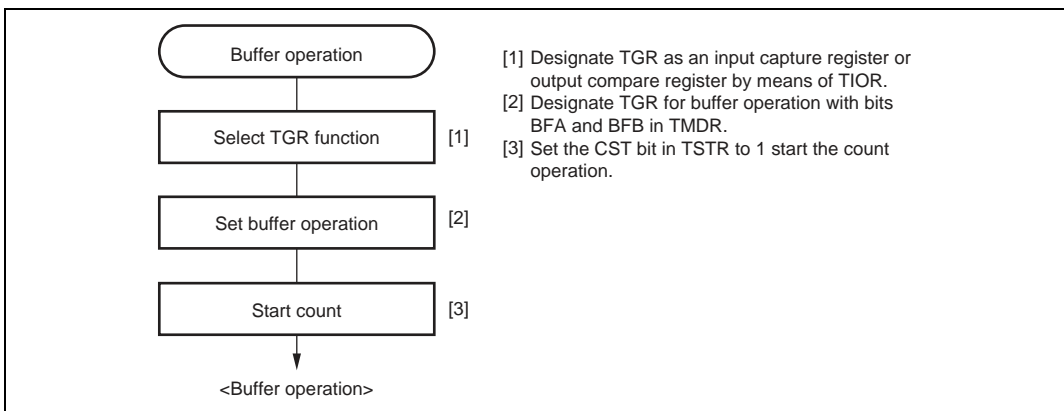 Buffer operation
Select TGR function
[1]
Set buffer operation
[2]
Start count
[3]
<Buffer operation>
[1] Designate TGR as an input capture register or
output compare register by means of TIOR.
[2] Designate TGR for buffer operation with bits
BFA and BFB in TMDR.
[3] Set the CST bit in TSTR to 1 start the count
operation.